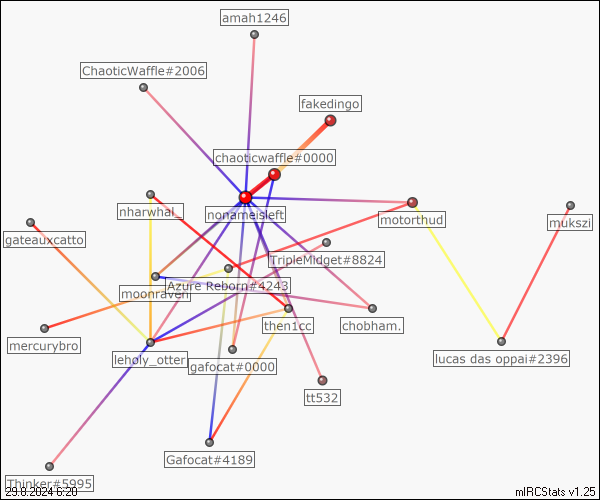 amah1246
ChaoticWaffle#2006
fakedingo
chaoticwaffle#0000
nharwhal_
nonameisleft
motorthud
mukszi
gateauxcatto
TripleMidget#8824
Azure Reborn#4243
moonraven
then1cc
chobham.
mercurybro
leholy_otter
gafocat#0000
lucas das oppai#2396
tt532
Gafocat#4189
Thinker#5995
29.8.2024 6:20
mIRCStats v1.25